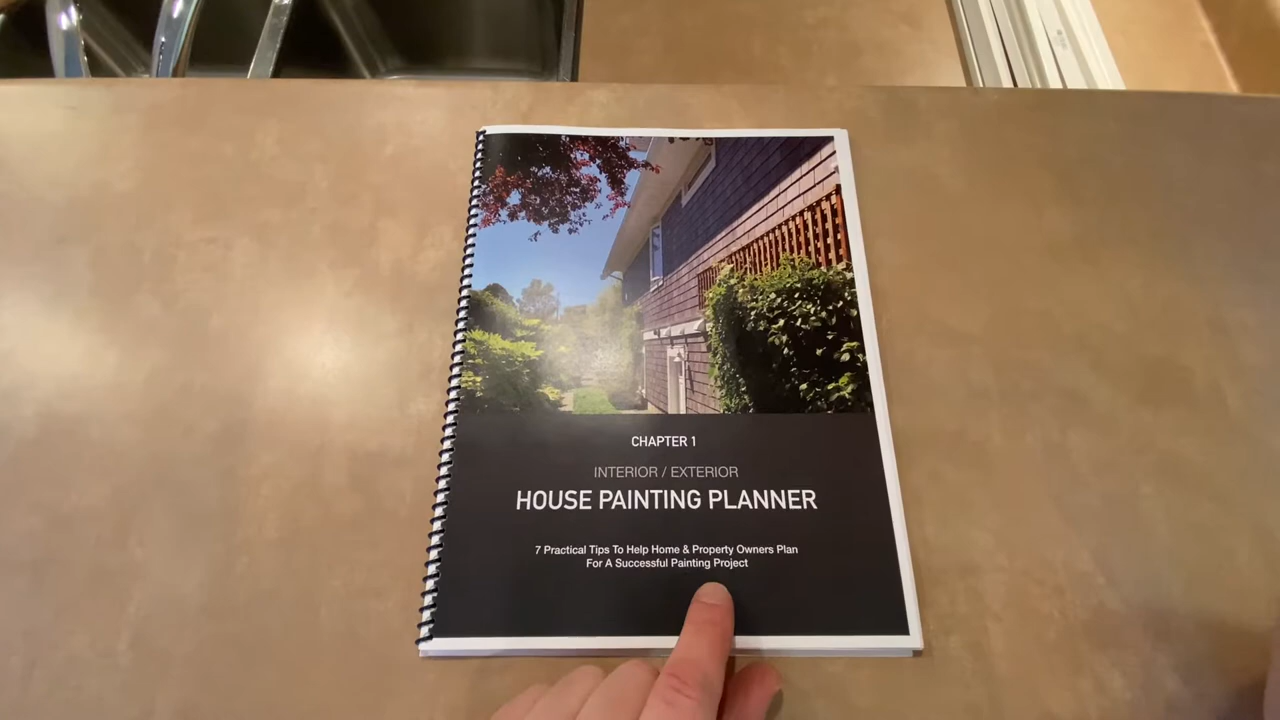 CHAPTER 1
INTERIOR / EXTERIOR
HOUSE PAINTING PLANNER
7 Practical Tips To Help Home & Property Owners Plan
For A Successful Painting Project